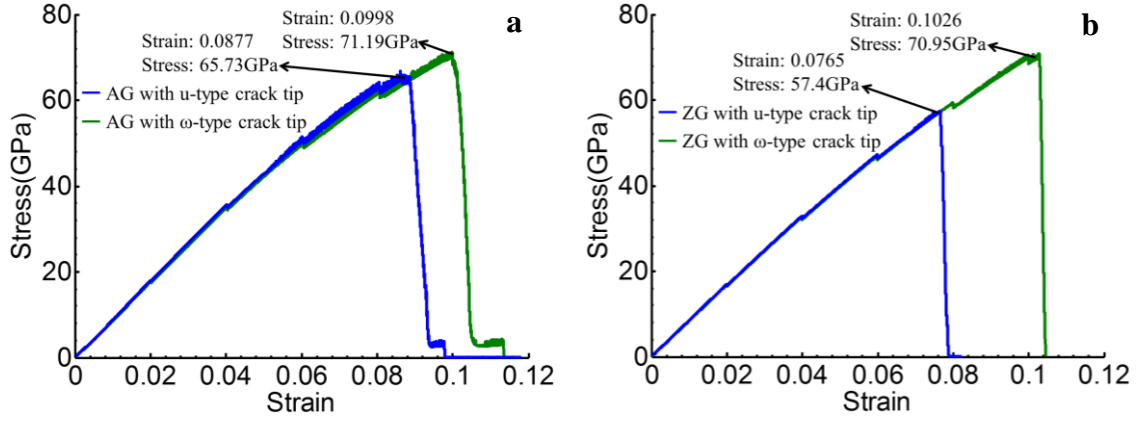 a
80
60
40
20
0
Stress(GPa)
Strain: 0.0998
Stress: 71.19GPa
Strain: 0.0877
Stress: 65.73GPa
AG with u-type crack tip
AG with ω-type crack tip
0 0.02 0.04 0.06 0.08 0.1 0.12
Strain
b
80
60
40
20
0
Stress(GPa)
Strain: 0.1026
Stress: 70.95GPa
Strain: 0.0765
Stress: 57.4GPa
ZG with u-type crack tip
ZG with ω-type crack tip
0 0.02 0.04 0.06 0.08 0.1 0.12
Strain